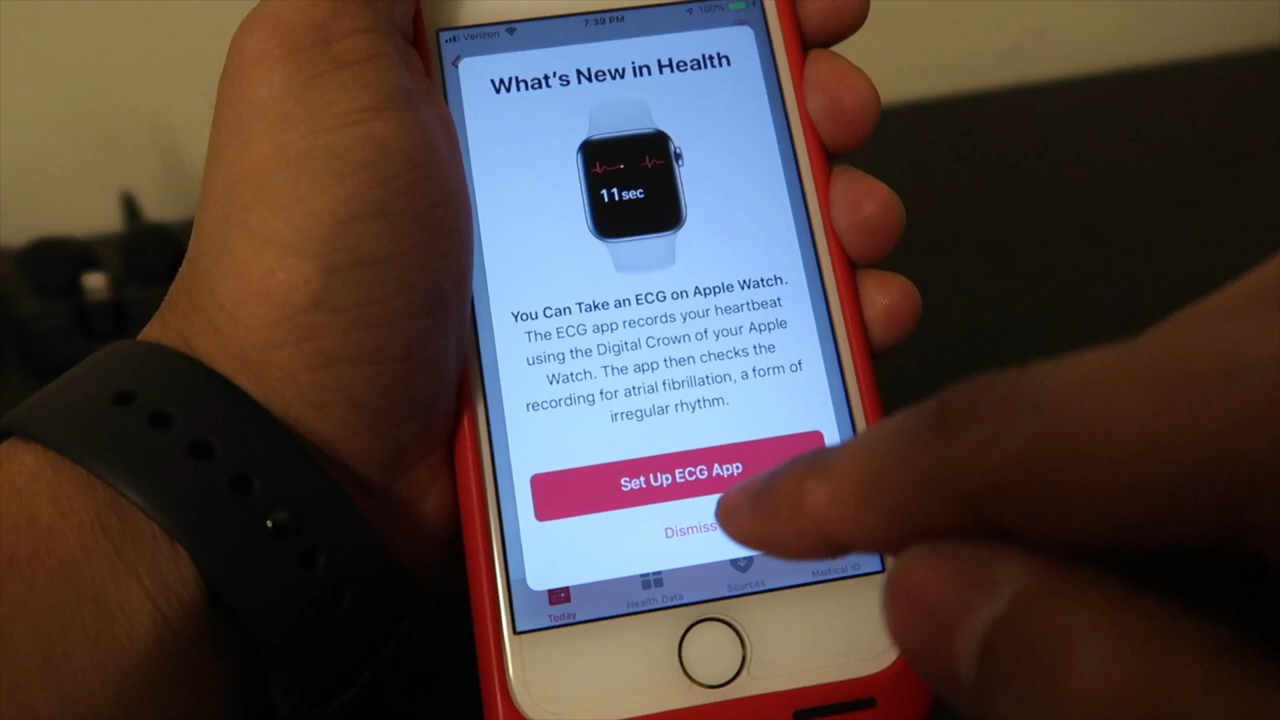 Verizon 7:39 PM 100%
What's New in Health
11 sec
You Can Take an ECG on Apple Watch.
The ECG app records your heartbeat
using the Digital Crown of your Apple
Watch. The app then checks the
recording for atrial fibrillation, a form of
irregular rhythm.
Set Up ECG App
Dismiss
Today Health Data Sources Medical ID